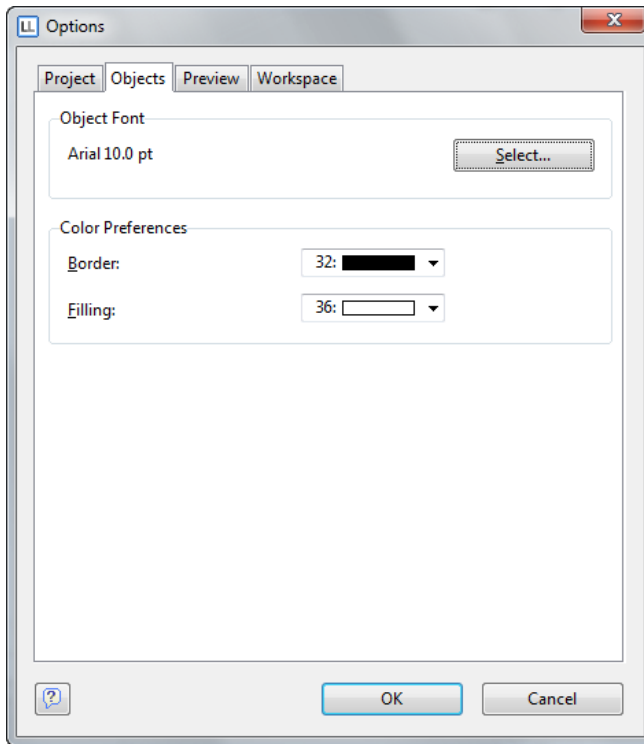 LL Options
Project Objects Preview Workspace
Object Font
Arial 10.0 pt Select...
Color Preferences
Border: 32:
Filling: 36:
? OK Cancel